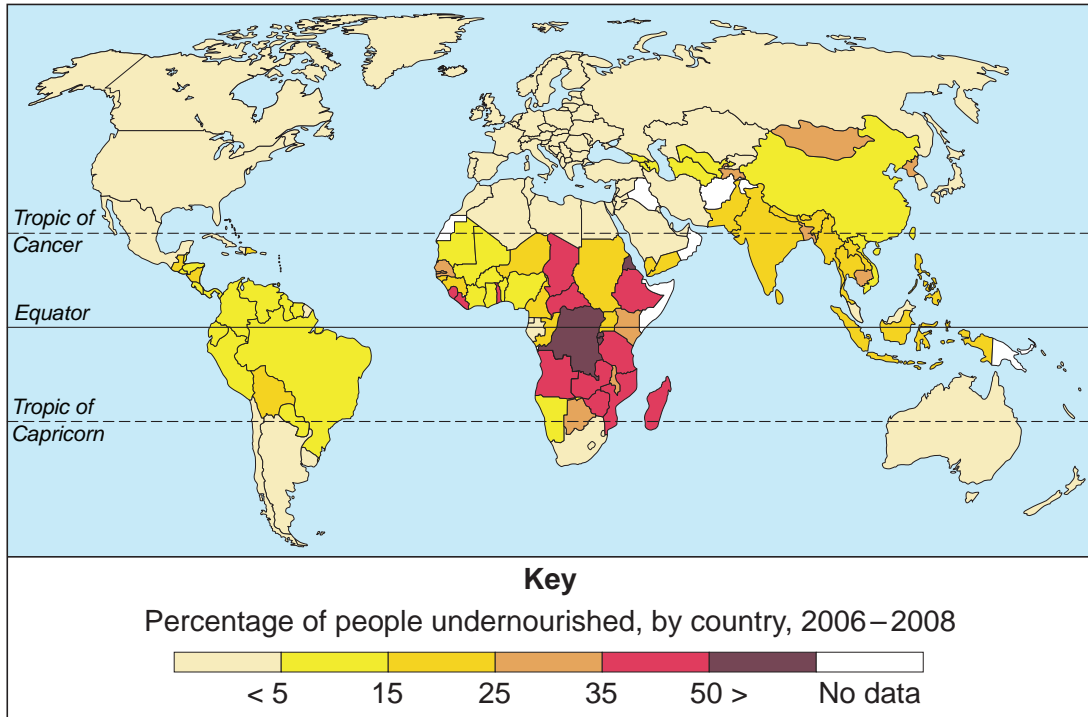 Tropic of
Cancer
Equator
Tropic of
Capricorn
Key
Percentage of people undernourished, by country, 2006–2008
< 5 15 25 35 50 > No data